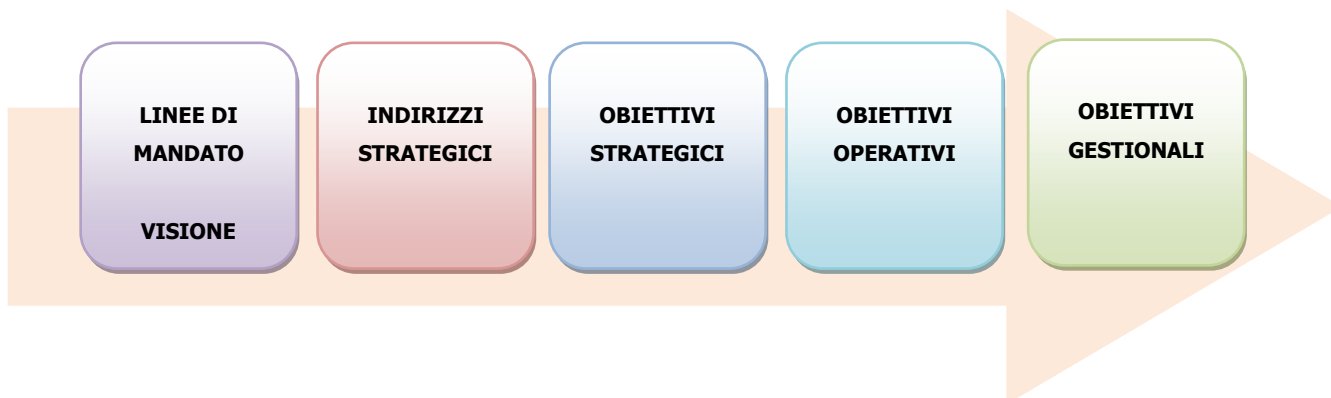 LINEE DI
MANDATO
VISIONE
INDIRIZZI
STRATEGICI
OBIETTIVI
STRATEGICI
OBIETTIVI
OPERATIVI
OBIETTIVI
GESTIONALI